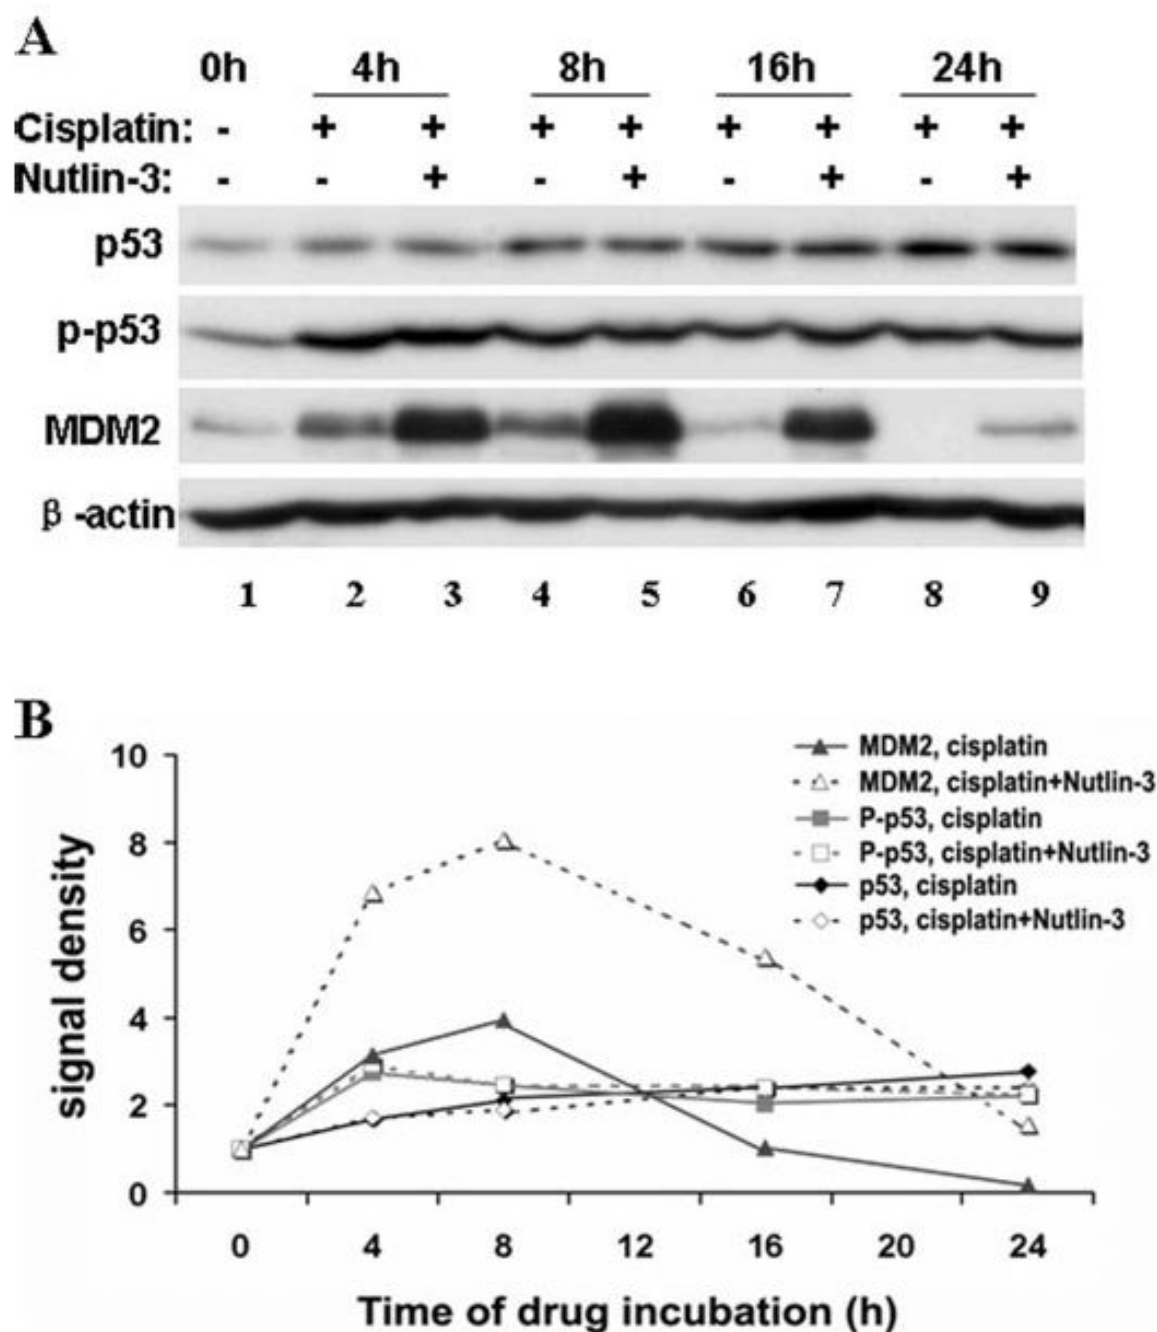 A
0h 4h 8h 16h 24h
Cisplatin: - + + + + + + + +
Nutlin-3: - - + - + - + - +
p53
p-p53
MDM2
β-actin
1 2 3 4 5 6 7 8 9
B
MDM2, cisplatin
MDM2, cisplatin+Nutlin-3
P-p53, cisplatin
P-p53, cisplatin+Nutlin-3
p53, cisplatin
p53, cisplatin+Nutlin-3
10
8
6
4
2
0
signal density
0 4 8 12 16 20 24
Time of drug incubation (h)